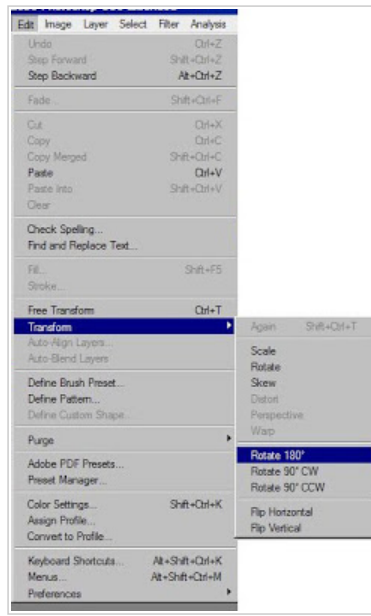 Edit Image Layer Select Filter Analysis
Undo Ctrl+Z
Step Forward Shift+Ctrl+Z
Step Backward Alt+Ctrl+Z
Fade... Shift+Ctrl+F
Cut Ctrl+X
Copy Ctrl+C
Copy Merged Shift+Ctrl+C
Paste Ctrl+V
Paste Into Shift+Ctrl+V
Clear
Check Spelling...
Find and Replace Text...
Fill... Shift+F5
Stroke...
Free Transform Ctrl+T
Transform
Auto-Align Layers...
Auto-Blend Layers
Define Brush Preset...
Define Pattern...
Define Custom Shape...
Purge
Adobe PDF Presets...
Preset Manager...
Color Settings... Shift+Ctrl+K
Assign Profile...
Convert to Profile...
Keyboard Shortcuts... Alt+Shift+Ctrl+K
Menus... Alt+Shift+Ctrl+M
Preferences
Again Shift+Ctrl+T
Scale
Rotate
Skew
Distort
Perspective
Warp
Rotate 180°
Rotate 90° CW
Rotate 90° CCW
Flip Horizontal
Flip Vertical